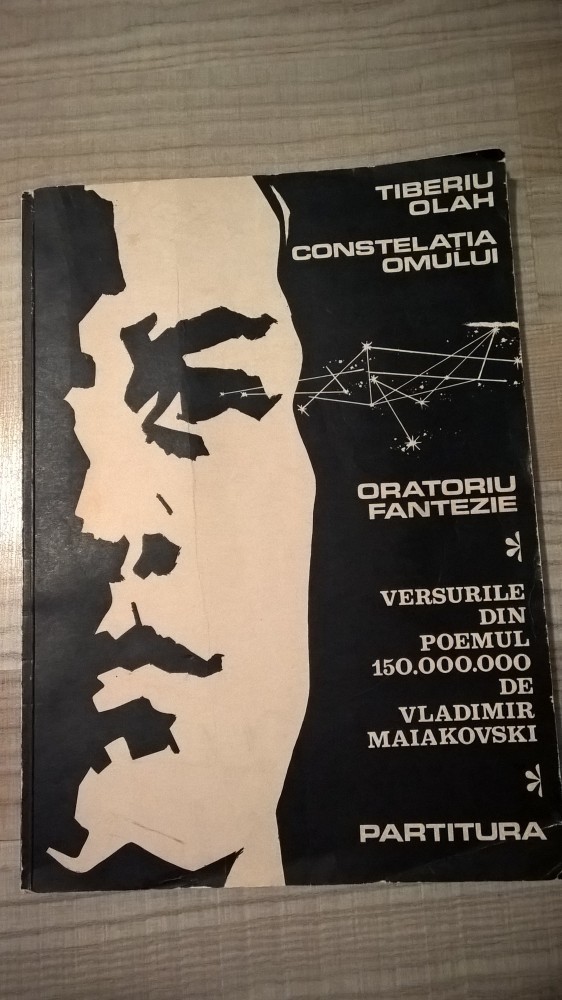 TIBERIU
OLAH
CONSTELAȚIA
OMULUI
ORATORIU
FANTEZIE
VERSURILE
DIN
POEMUL
150.000.000
DE
VLADIMIR
MAIAKOVSKI
PARTITURA